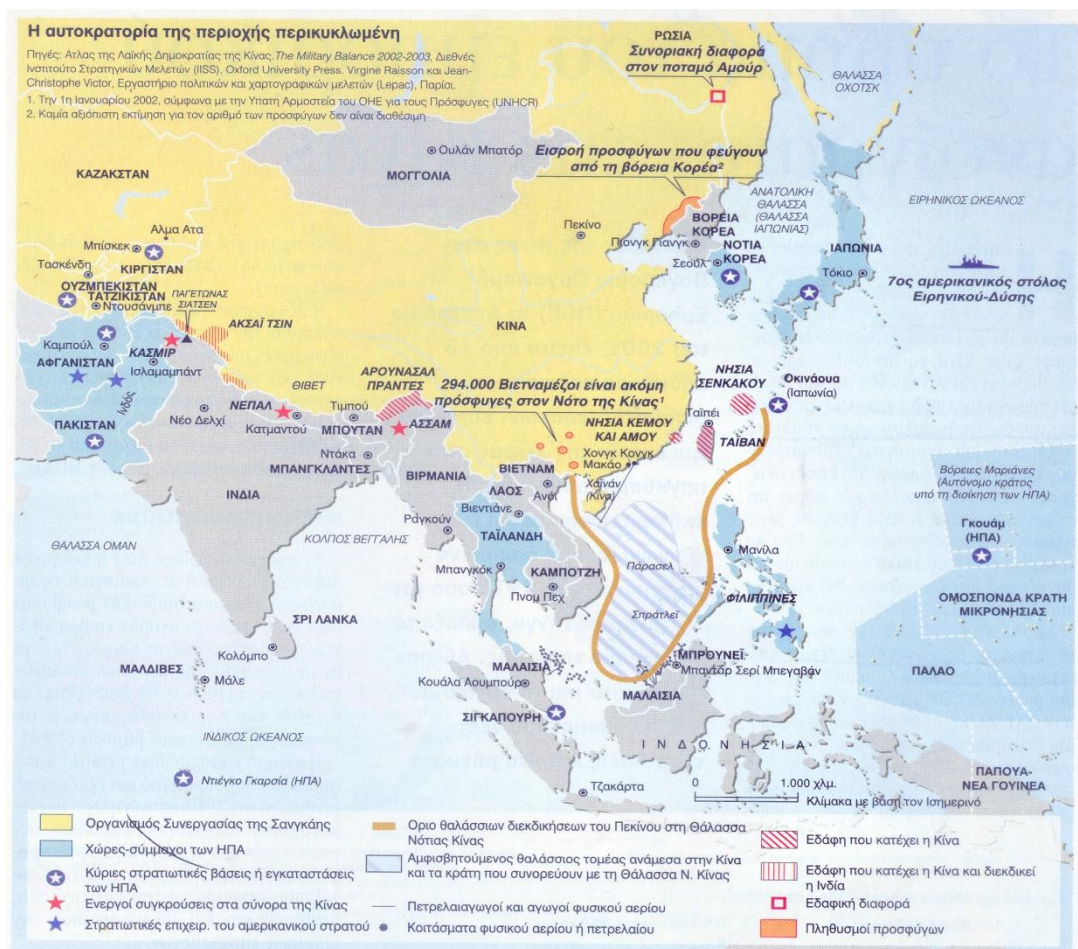 Η αυτοκρατορία της περιοχής περικυκλωμένη
Πηγές: Ατλας της Λαϊκής Δημοκρατίας της Κίνας.The Military Balance 2002-2003, Διεθνές
Ινστιτούτο Στρατηγικών Μελετών (IISS), Oxford University Press. Virgine Raisson και Jean-
Christophe Victor, Εργαστήριο πολιτικών και χαρτογραφικών μελετών (Lepac), Παρίσι.
1. Την 1η Ιανουαρίου 2002, σύμφωνα με την Υπατη Αρμοστεία του ΟΗΕ για τους Πρόσφυγες (UNHCR)
2. Καμία αξιόπιστη εκτίμηση για τον αριθμό των προσφύγων δεν αίναι διαθέσιμη
ΡΩΣΙΑ
Συνοριακή διαφορά
στον ποταμό Αμούρ
ΘΑΛΑΣΣΑ
ΟΧΟΤΣΚ
Ουλάν Μπατόρ
ΜΟΓΓΟΛΙΑ
Εισροή προσφύγων που φεύγουν
από τη βόρεια Κορέα2
ΚΑΖΑΚΣΤΑΝ
ΑΝΑΤΟΛΙΚΗ
ΘΑΛΑΣΣΑ
(ΘΑΛΑΣΣΑ
ΙΑΠΩΝΙΑΣ)
ΕΙΡΗΝΙΚΟΣ ΩΚΕΑΝΟΣ
Αλμα Ατα
Μπίσκεκ
ΚΙΡΓΙΣΤΑΝ
Τασκένδη
ΟΥΖΜΠΕΚΙΣΤΑΝ
ΤΑΤΖΙΚΙΣΤΑΝ
Ντουσάνμπε
ΠΑΓΕΤΩΝΑΣ
ΣΙΑΤΣΕΝ
Πεκίνο
ΒΟΡΕΙΑ
ΚΟΡΕΑ
Πιονγκ Γιανγκ
ΝΟΤΙΑ
ΚΟΡΕΑ
Σεούλ
ΙΑΠΩΝΙΑ
Τόκιο
7ος αμερικανικός στόλος
Ειρηνικού-Δύσης
ΑΚΣΑΪ ΤΣΙΝ
ΚΙΝΑ
Καμπούλ
ΚΑΣΜΙΡ
ΑΦΓΑΝΙΣΤΑΝ
Ισλαμαμπάντ
Ινδός
ΠΑΚΙΣΤΑΝ
ΘΙΒΕΤ
ΑΡΟΥΝΑΣΑΛ
ΠΡΑΝΤΕΣ
294.000 Βιετναμέζοι είναι ακόμη
πρόσφυγες στον Νότο της Κίνας1
ΝΗΣΙΑ
ΣΕΝΚΑΚΟΥ
Οκινάουα
(Ιαπωνία)
Νέο Δελχί
ΝΕΠΑΛ
Κατμαντού
Τιμπού
ΜΠΟΥΤΑΝ
ΑΣΣΑΜ
ΝΗΣΙΑ ΚΕΜΟΥ
ΚΑΙ ΑΜΟΥ
Ταϊπέι
ΤΑΪΒΑΝ
Χονγκ Κονγκ
Μακάο
Ντάκα
ΜΠΑΝΓΚΛΑΝΤΕΣ
ΙΝΔΙΑ
ΒΙΡΜΑΝΙΑ
ΒΙΕΤΝΑΜ
Ανόι
Χαϊνάν
(Κίνα)
ΛΑΟΣ
Βιεντιάνε
Βόρειες Μαριάνες
(Αυτόνομο κράτος
υπό τη διοίκηση των ΗΠΑ)
Γκουάμ
(ΗΠΑ)
ΘΑΛΑΣΣΑ ΟΜΑΝ
ΚΟΛΠΟΣ ΒΕΓΓΑΛΗΣ
Ραγκούν
ΤΑΪΛΑΝΔΗ
Μπανγκόκ
ΚΑΜΠΟΤΖΗ
Πνομ Πεχ
Πάρασελ
Σπράτλεϊ
Μανίλα
ΦΙΛΙΠΠΙΝΕΣ
ΟΜΟΣΠΟΝΔΑ ΚΡΑΤΗ
ΜΙΚΡΟΝΗΣΙΑΣ
ΣΡΙ ΛΑΝΚΑ
Κολόμπο
ΜΑΛΔΙΒΕΣ
Μάλε
ΜΑΛΑΙΣΙΑ
Κουάλα Λουμπούρ
ΜΠΡΟΥΝΕΪ
Μπαντάρ Σερί Μπεγαβάν
ΜΑΛΑΙΣΙΑ
ΠΑΛΑΟ
ΣΙΓΚΑΠΟΥΡΗ
ΙΝΔΙΚΟΣ ΩΚΕΑΝΟΣ
ΙΝΔΟΝΗΣΙΑ
Ντιέγκο Γκαρσία (ΗΠΑ)
Τζακάρτα
0 1.000 χλμ.
Κλίμακα με βάση τον Ισημερινό
ΠΑΠΟΥΑ-
ΝΕΑ ΓΟΥΙΝΕΑ
Οργανισμός Συνεργασίας της Σανγκάης
Χώρες-σύμμαχοι των ΗΠΑ
Κύριες στρατιωτικές βάσεις ή εγκαταστάσεις
των ΗΠΑ
Ενεργοί συγκρούσεις στα σύνορα της Κίνας
Στρατιωτικές επιχειρ. του αμερικανικού στρατού
Οριο θαλάσσιων διεκδικήσεων του Πεκίνου στη Θάλασσα
Νότιας Κίνας
Αμφισβητούμενος θαλάσσιος τομέας ανάμεσα στην Κίνα
και τα κράτη που συνορεύουν με τη Θάλασσα Ν. Κίνας
Πετρελαιαγωγοί και αγωγοί φυσικού αερίου
Κοιτάσματα φυσικού αερίου ή πετρελαίου
Εδάφη που κατέχει η Κίνα
Εδάφη που κατέχει η Κίνα και διεκδικεί
η Ινδία
Εδαφική διαφορά
Πληθυσμοί προσφύγων